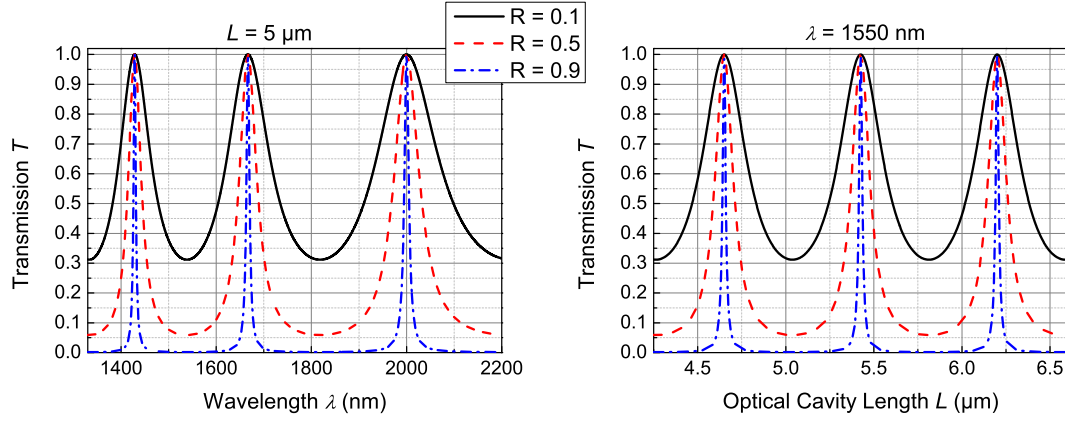 L = 5 µm
R = 0.1
R = 0.5
R = 0.9
λ = 1550 nm
1.0
0.9
0.8
0.7
0.6
0.5
0.4
0.3
0.2
0.1
0.0
Transmission T
1400 1600 1800 2000 2200
Wavelength λ (nm)
1.0
0.9
0.8
0.7
0.6
0.5
0.4
0.3
0.2
0.1
0.0
Transmission T
4.5 5.0 5.5 6.0 6.5
Optical Cavity Length L (µm)